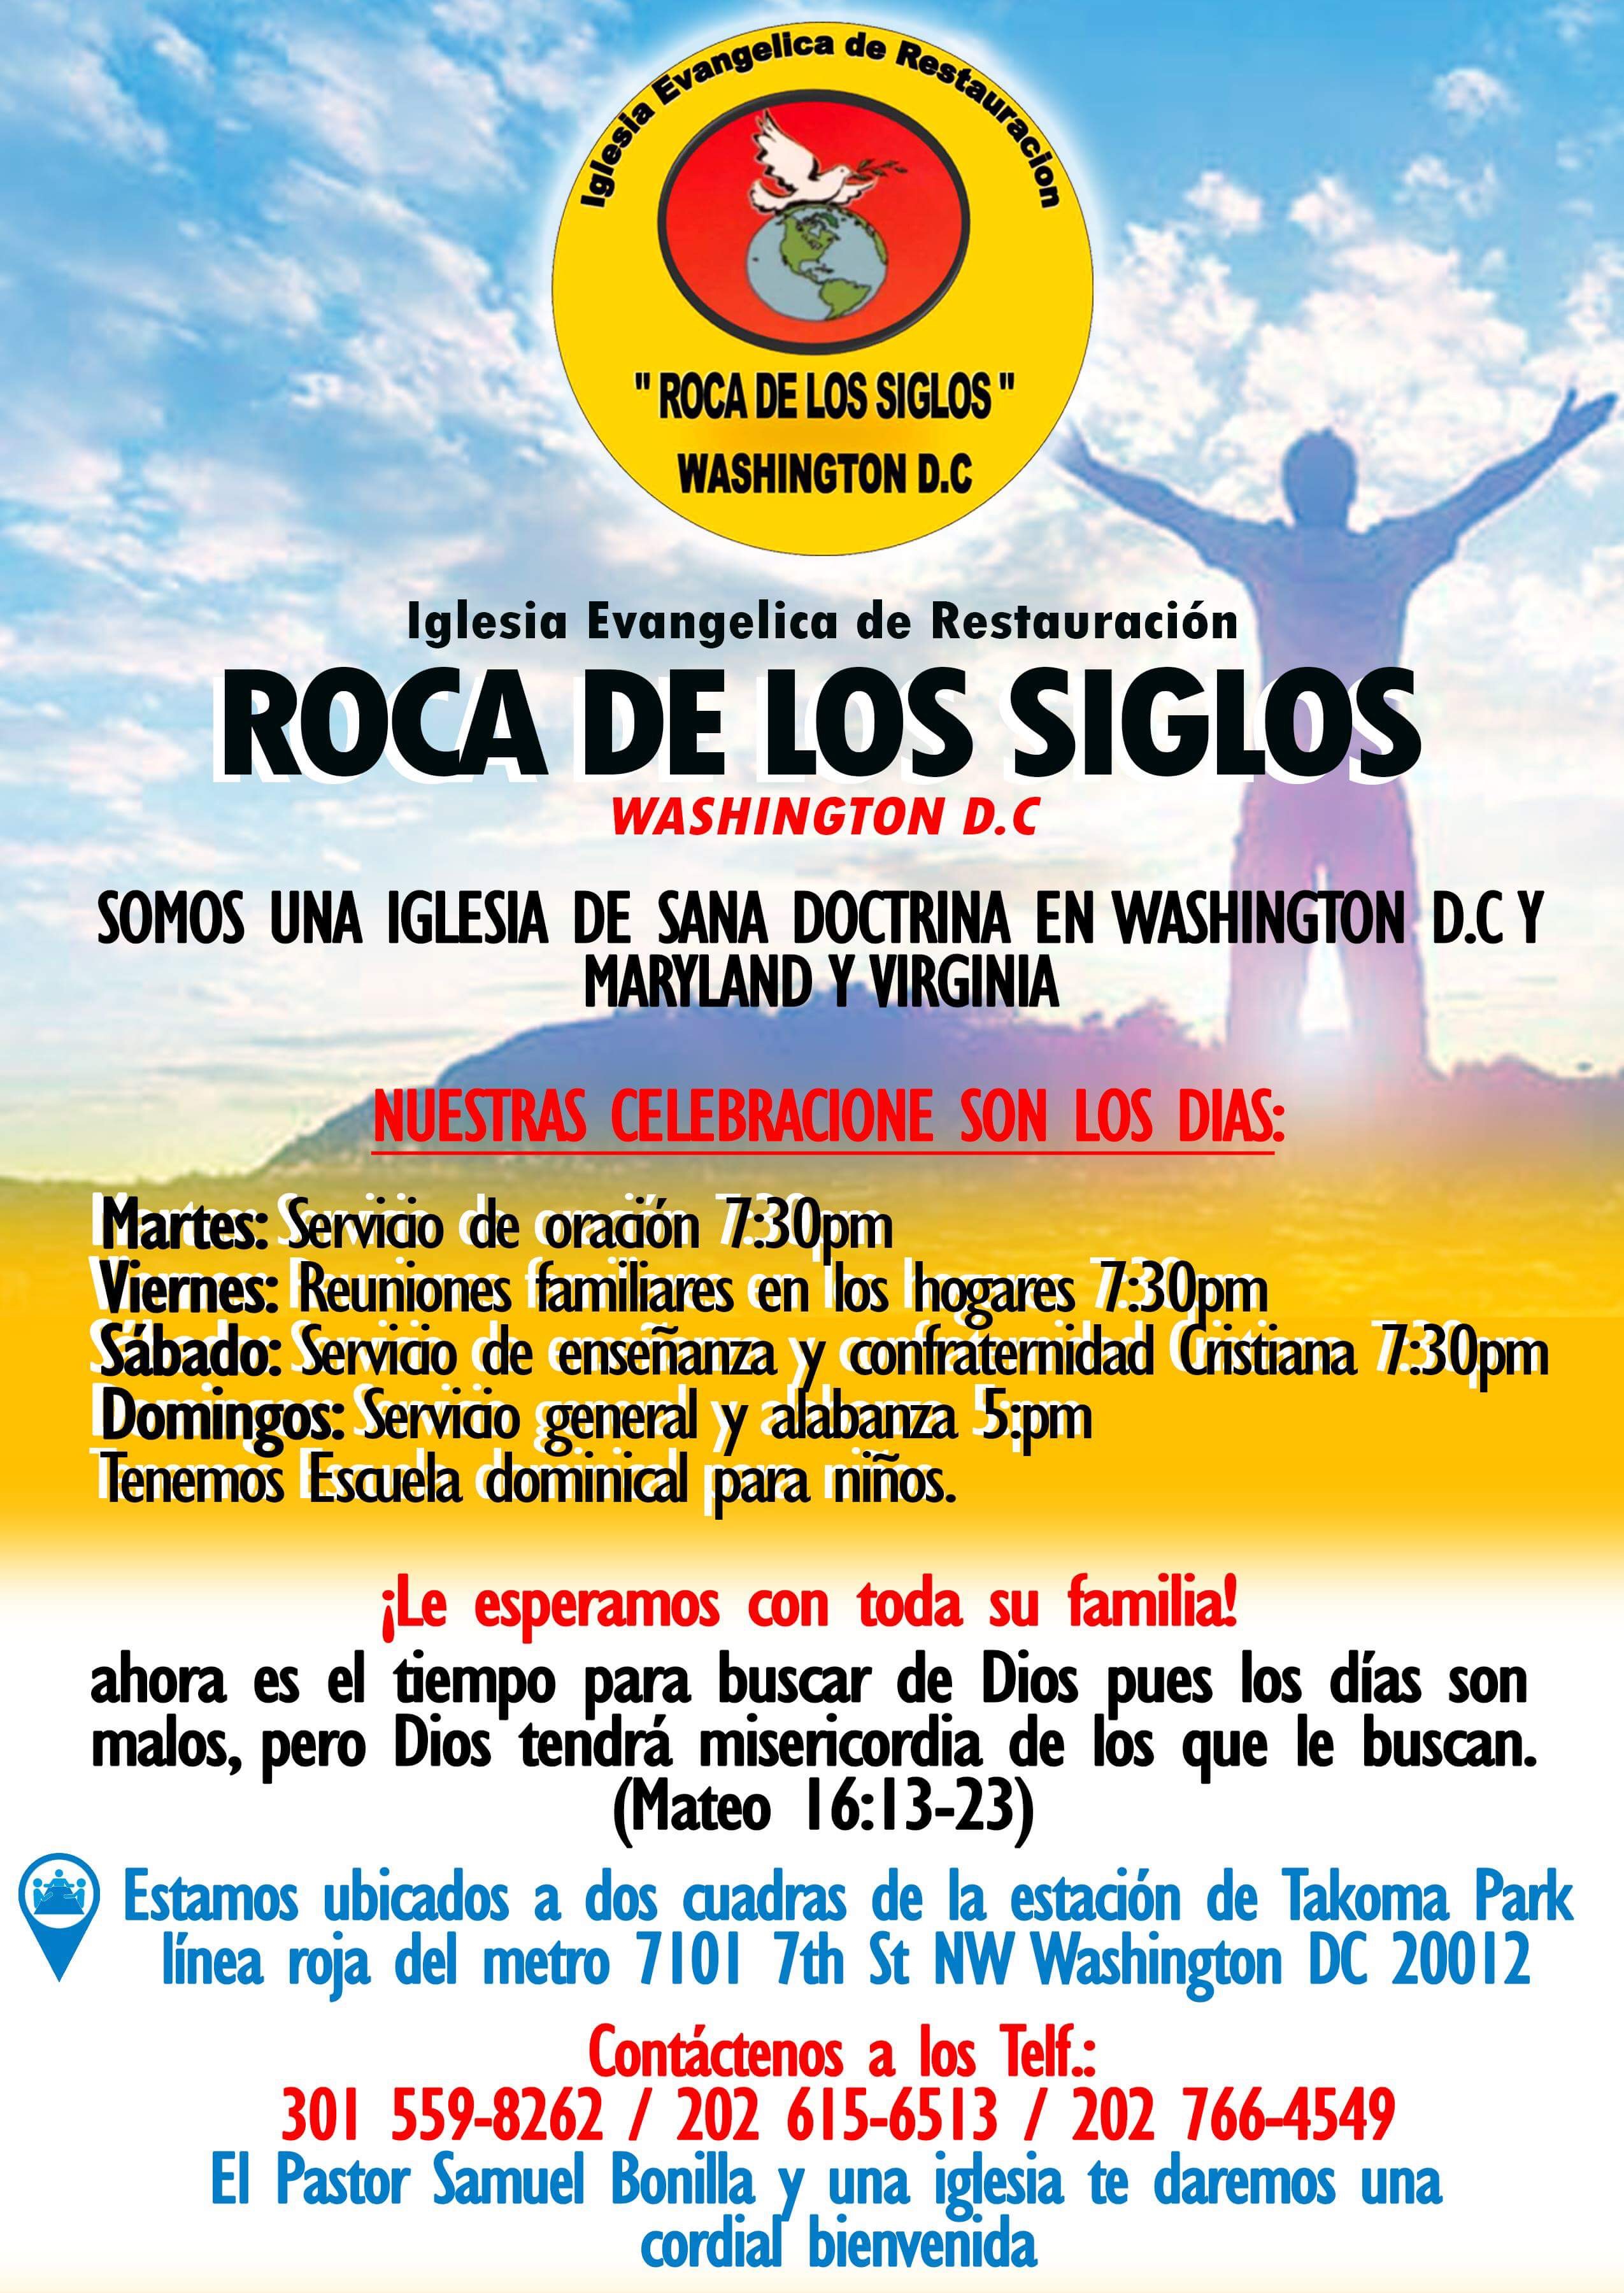 Iglesia Evangelica de Restauracion
" ROCA DE LOS SIGLOS "
WASHINGTON D.C
Iglesia Evangelica de Restauración
ROCA DE LOS SIGLOS
WASHINGTON D.C
SOMOS UNA IGLESIA DE SANA DOCTRINA EN WASHINGTON D.C Y
MARYLAND Y VIRGINIA
NUESTRAS CELEBRACIONE SON LOS DIAS:
Martes: Servicio de oración 7:30pm
Viernes: Reuniones familiares en los hogares 7:30pm
Sábado: Servicio de enseñanza y confraternidad Cristiana 7:30pm
Domingos: Servicio general y alabanza 5:pm
Tenemos Escuela dominical para niños.
¡Le esperamos con toda su familia!
ahora es el tiempo para buscar de Dios pues los días son
malos, pero Dios tendrá misericordia de los que le buscan.
(Mateo 16:13-23)
Estamos ubicados a dos cuadras de la estación de Takoma Park
línea roja del metro 7101 7th St NW Washington DC 20012
Contáctenos a los Telf.:
301 559-8262 / 202 615-6513 / 202 766-4549
El Pastor Samuel Bonilla y una iglesia te daremos una
cordial bienvenida